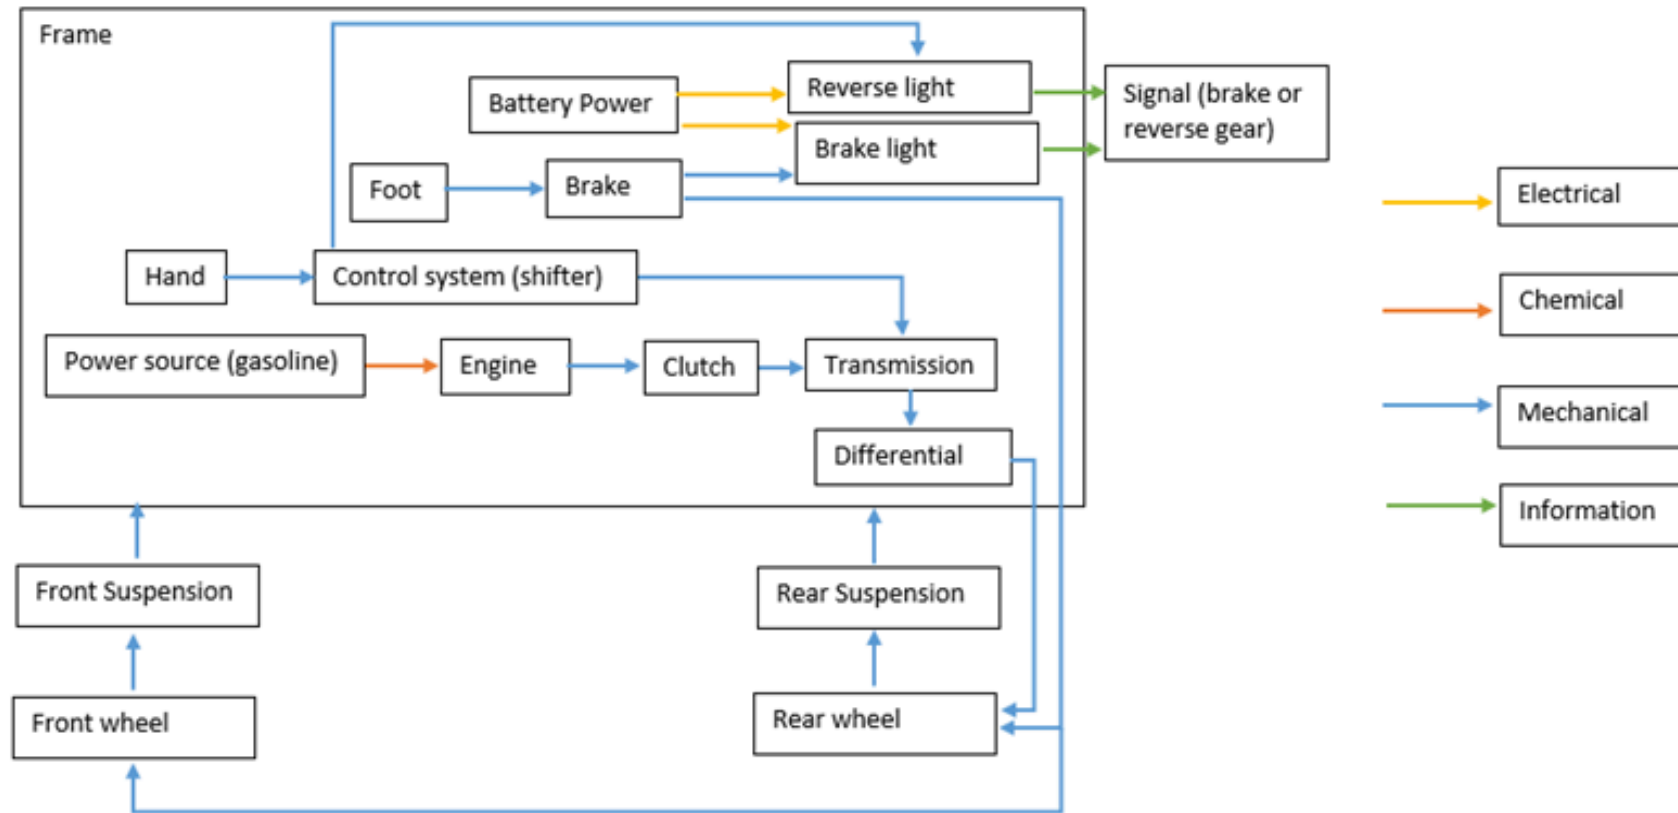 Frame
Reverse light
Battery Power
Signal (brake or
reverse gear)
Brake light
Foot
Brake
Electrical
Hand
Control system (shifter)
Chemical
Power source (gasoline)
Engine
Clutch
Transmission
Mechanical
Differential
Information
Front Suspension
Rear Suspension
Front wheel
Rear wheel